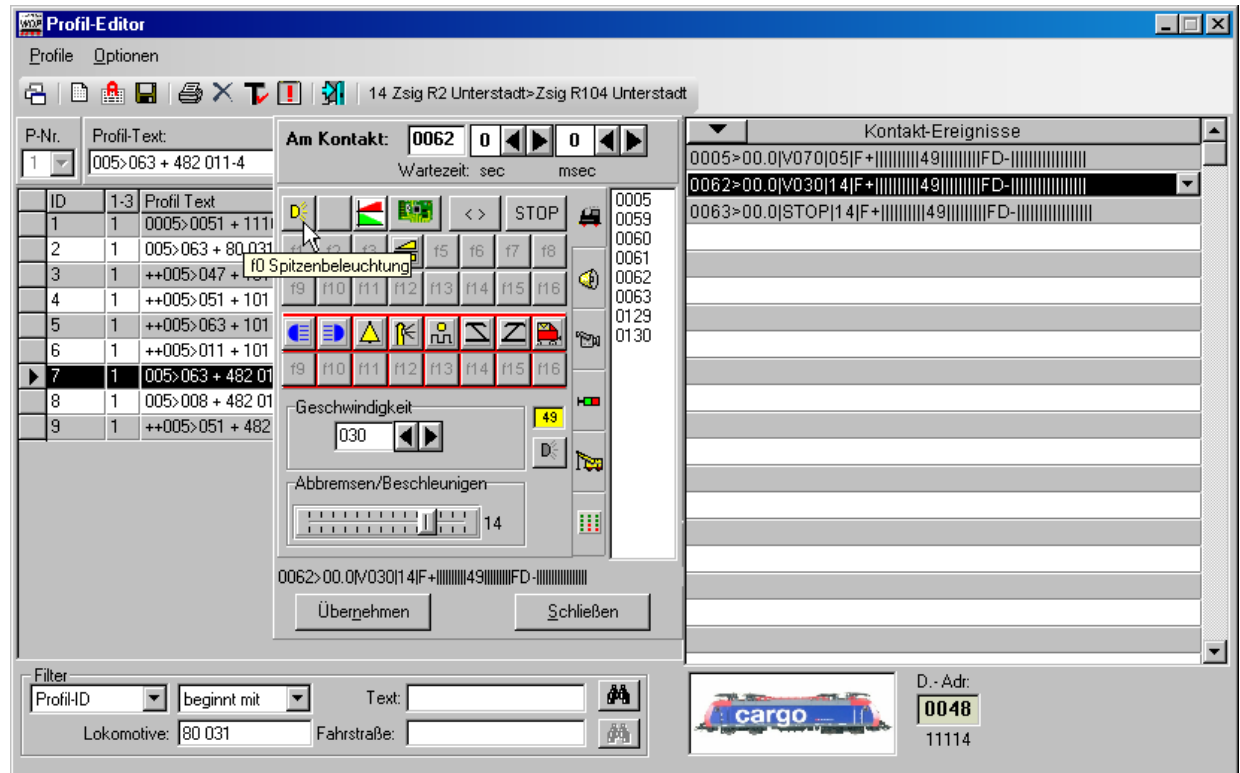 Profil-Editor
Profile Optionen
14 Zsig R2 Unterstadt>Zsig R104 Unterstadt
P-Nr. Profil-Text:
1 005>063 + 482 011-4
Am Kontakt: 0062 0 0
Wartezeit: sec msec
Kontakt-Ereignisse
0005>00.0|V070|05|F+||||||||||49|||||||||FD-||||||||||||||||
0062>00.0|V030|14|F+||||||||||49|||||||||FD-||||||||||||||||
0063>00.0|STOP|14|F+||||||||||49|||||||||FD-||||||||||||||||
ID 1-3 Profil Text
1 1 0005>0051 + 111
2 1 005>063 + 80 031
3 1 ++005>047 + 101
4 1 ++005>051 + 101
5 1 ++005>063 + 101
6 1 ++005>011 + 101
7 1 005>063 + 482 01
8 1 005>008 + 482 01
9 1 ++005>051 + 482
D < > STOP
f5 f6 f7 f8
f0 Spitzenbeleuchtung
f9 f10 f11 f12 f13 f14 f15 f16
f9 f10 f11 f12 f13 f14 f15 f16
0005
0059
0060
0061
0062
0063
0129
0130
Geschwindigkeit
030
49
D
Abbremsen/Beschleunigen
14
0062>00.0|V030|14|F+||||||||||49|||||||||FD-||||||||||||||||
Übernehmen Schließen
Filter
Profil-ID beginnt mit Text:
Lokomotive: 80 031 Fahrstraße:
cargo
D.- Adr:
0048
11114